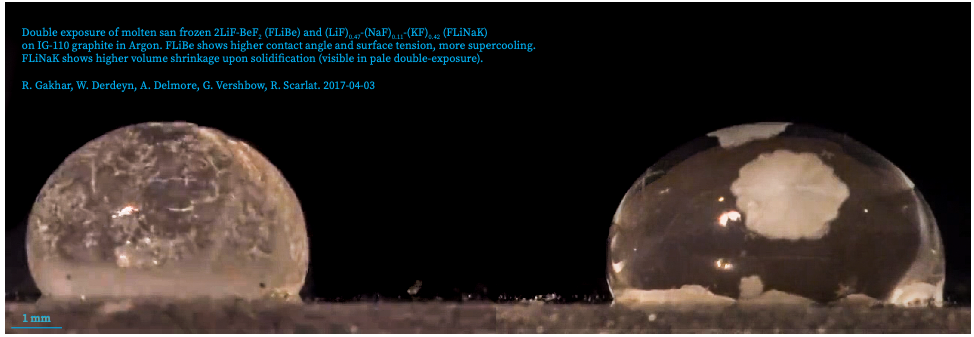 Double exposure of molten san frozen 2LiF-BeF₂ (FLiBe) and (LiF)₀.₄₇-(NaF)₀.₁₁-(KF)₀.₄₂ (FLiNaK)
on IG-110 graphite in Argon. FLiBe shows higher contact angle and surface tension, more supercooling.
FLiNaK shows higher volume shrinkage upon solidification (visible in pale double-exposure).
R. Gakhar, W. Derdeyn, A. Delmore, G. Vershbow, R. Scarlat. 2017-04-03
1 mm